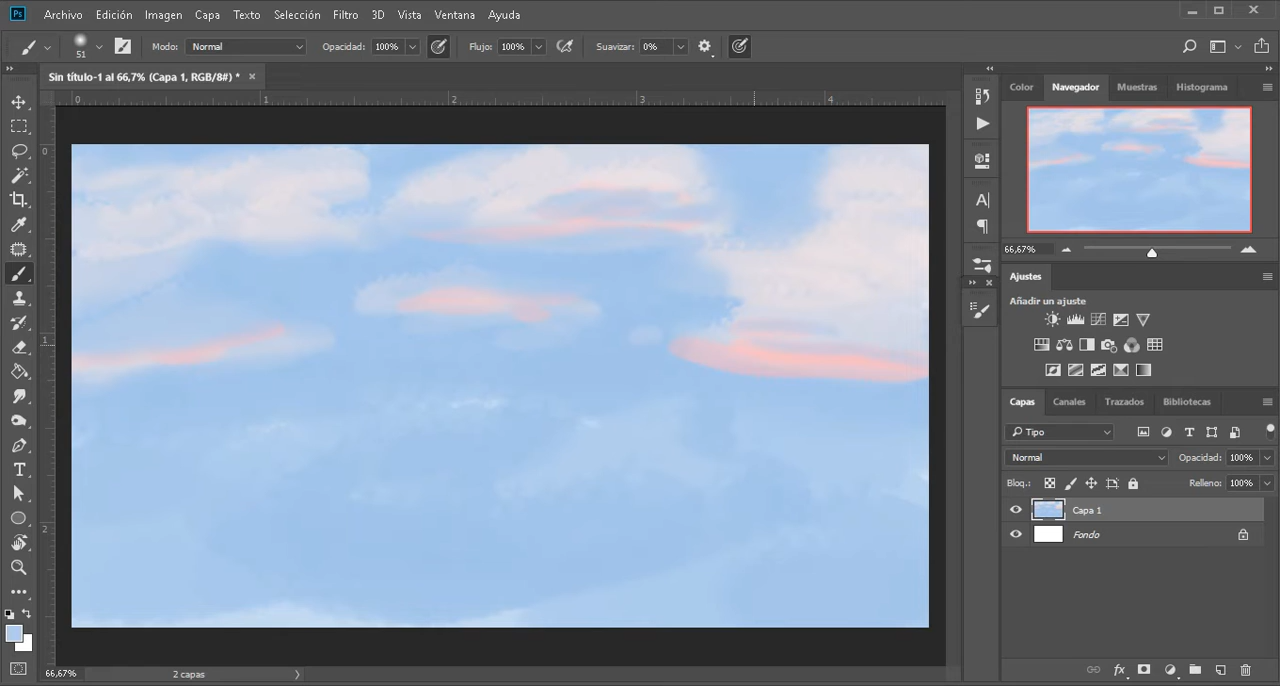 Ps Archivo Edición Imagen Capa Texto Selección Filtro 3D Vista Ventana Ayuda
51 Modo: Normal Opacidad: 100% Flujo: 100% Suavizar: 0%
Sin título-1 al 66,7% (Capa 1, RGB/8#) * ×
Color Navegador Muestras Histograma
0 1 2 3 4
0
1
2
66,67%
Ajustes
Añadir un ajuste
Capas Canales Trazados Bibliotecas
Tipo
Normal Opacidad: 100%
Bloq.: Relleno: 100%
Capa 1
Fondo
66,67% 2 capas